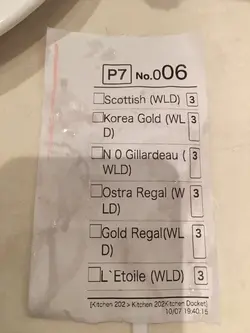 P7 No.006
Scottish (WLD) 3
Korea Gold (WL 3
D)
N 0 Gillardeau ( 3
WLD)
Ostra Regal (W 3
LD)
Gold Regal(WL 3
D)
L`Etoile (WLD) 3
[Kitchen 202 > Kitchen 202Kitchen Docket]
10/07 19:40:15